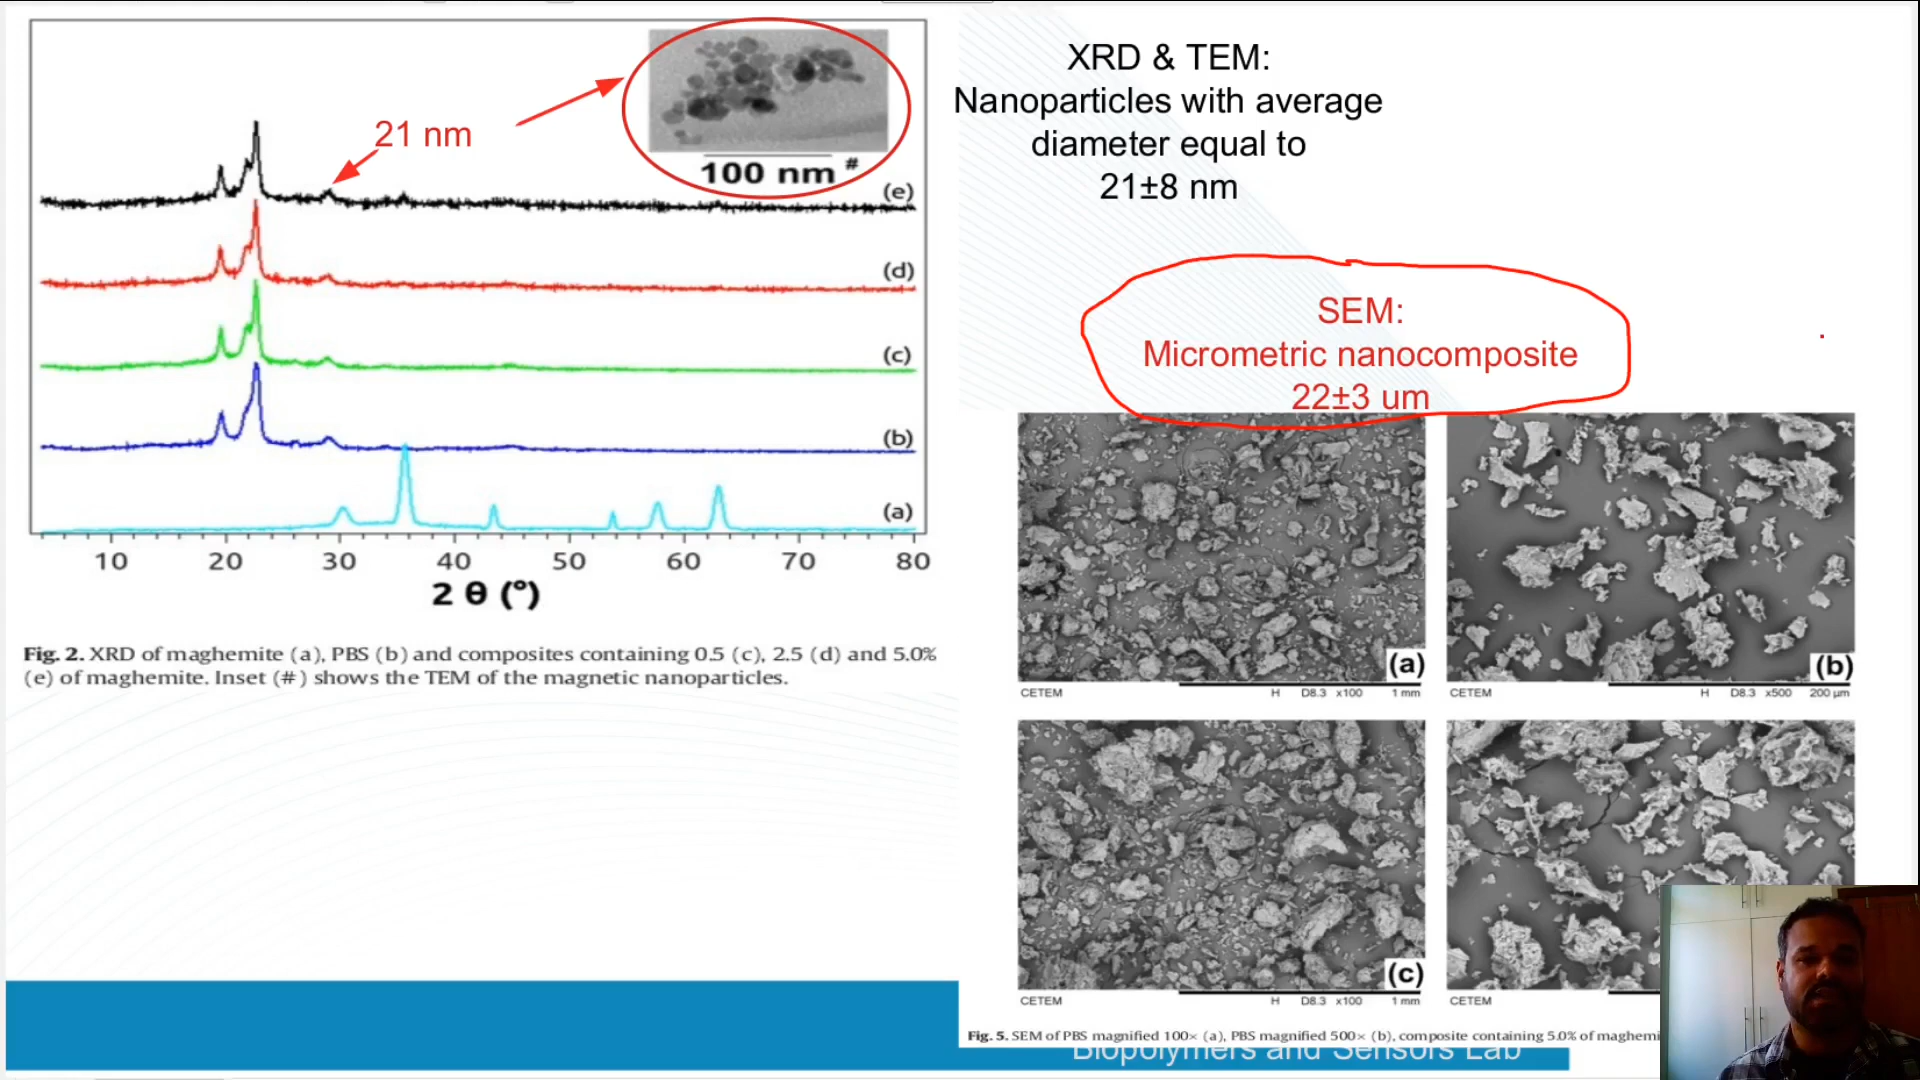 21 nm
100 nm #
(e)
(d)
(c)
(b)
(a)
10 20 30 40 50 60 70 80
2 θ (°)
Fig. 2. XRD of maghemite (a), PBS (b) and composites containing 0.5 (c), 2.5 (d) and 5.0%
(e) of maghemite. Inset (#) shows the TEM of the magnetic nanoparticles.
XRD & TEM:
Nanoparticles with average
diameter equal to
21±8 nm
SEM:
Micrometric nanocomposite
22±3 um
(a)
CETEM H D8.3 x100 1 mm
(b)
CETEM H D8.3 x500 200 µm
(c)
CETEM H D8.3 x100 1 mm
CETEM
Fig. 5. SEM of PBS magnified 100× (a), PBS magnified 500× (b), composite containing 5.0% of maghemi
Biopolymers and Sensors Lab